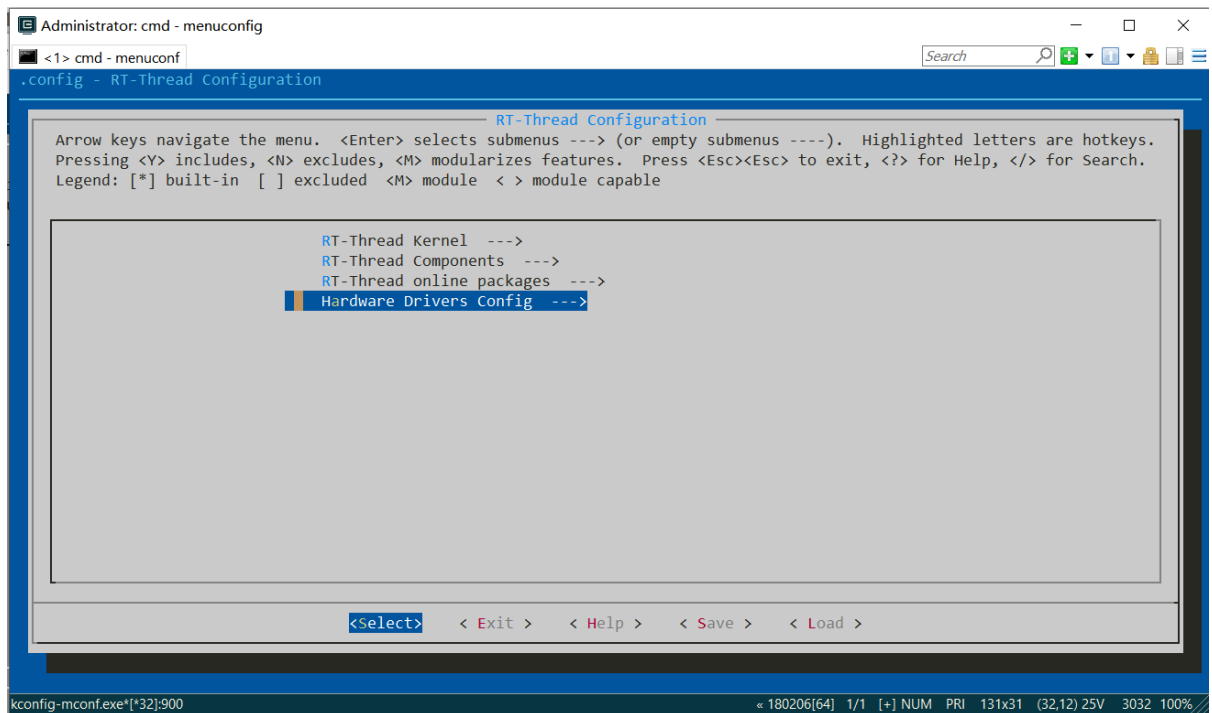 Administrator: cmd - menuconfig
<1> cmd - menuconf
Search
.config - RT-Thread Configuration
RT-Thread Configuration
Arrow keys navigate the menu.  <Enter> selects submenus ---> (or empty submenus ----).  Highlighted letters are hotkeys.
Pressing <Y> includes, <N> excludes, <M> modularizes features.  Press <Esc><Esc> to exit, <?> for Help, </> for Search.
Legend: [*] built-in  [ ] excluded  <M> module  < > module capable
RT-Thread Kernel  --->
RT-Thread Components  --->
RT-Thread online packages  --->
Hardware Drivers Config  --->
<Select>    < Exit >    < Help >    < Save >    < Load >
kconfig-mconf.exe*[*32]:900    « 180206[64]  1/1  [+] NUM  PRI  131x31  (32,12) 25V  3032  100%